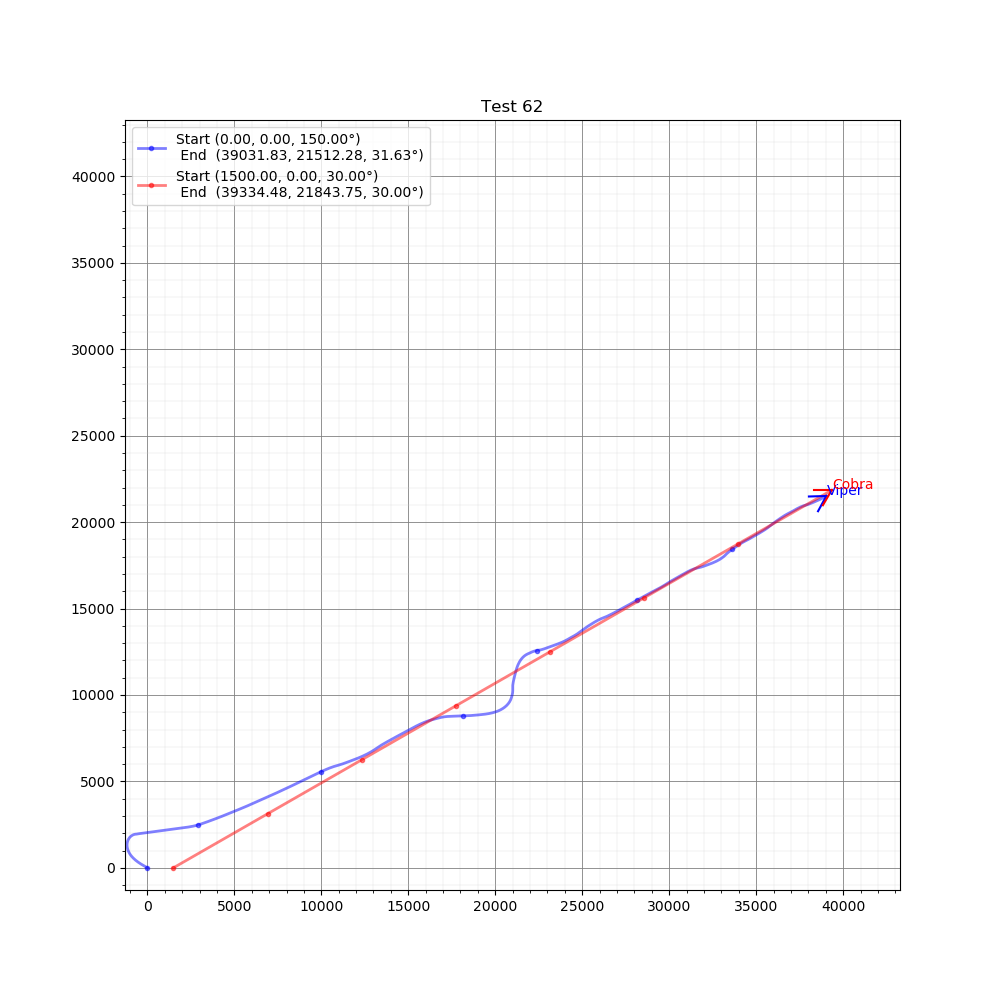 Test 62
Start (0.00, 0.00, 150.00°)
End (39031.83, 21512.28, 31.63°)
Start (1500.00, 0.00, 30.00°)
End (39334.48, 21843.75, 30.00°)
40000
35000
30000
25000
20000
15000
10000
5000
0
Cobra
Viper
0 5000 10000 15000 20000 25000 30000 35000 40000